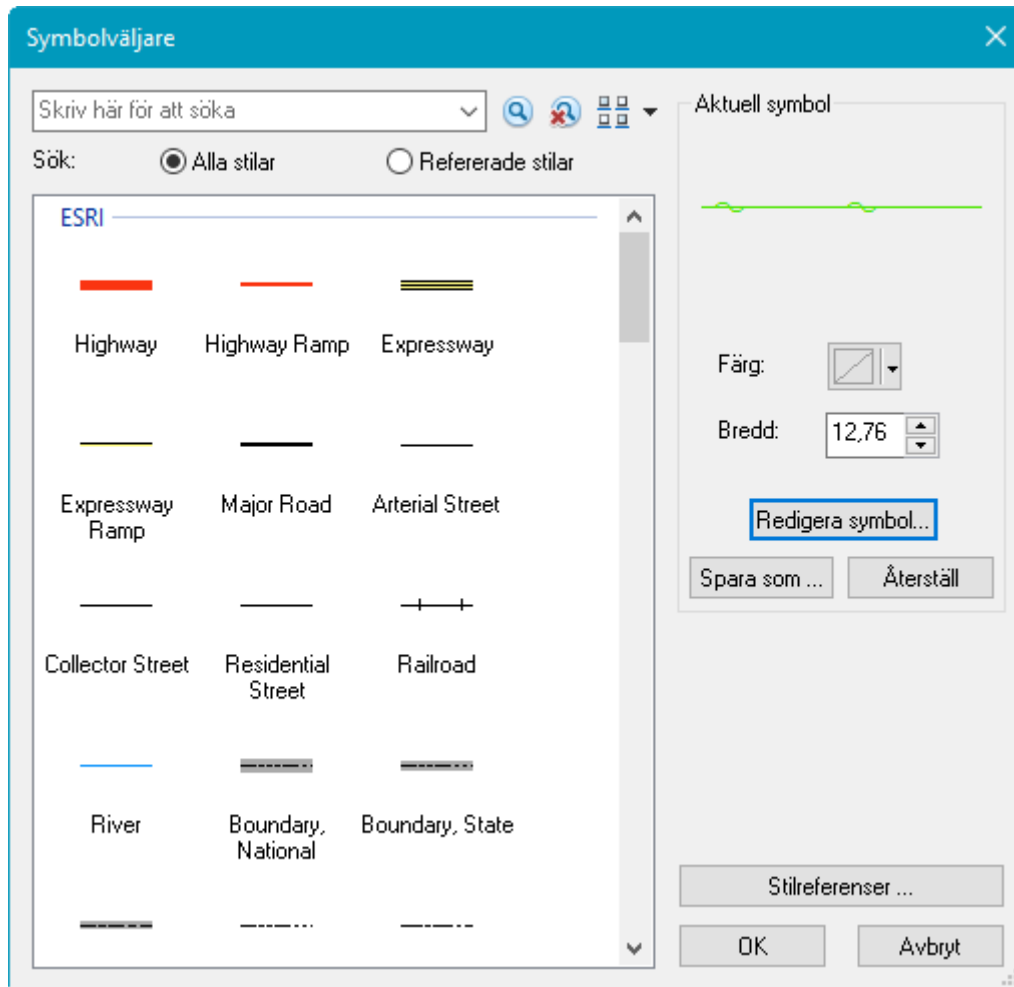 Symbolväljare
Skriv här för att söka
Sök:
Alla stilar
Refererade stilar
ESRI
Highway
Highway Ramp
Expressway
Expressway
Ramp
Major Road
Arterial Street
Collector Street
Residential
Street
Railroad
River
Boundary,
National
Boundary, State
Aktuell symbol
Färg:
Bredd:
12,76
Redigera symbol...
Spara som ...
Återställ
Stilreferenser ...
OK
Avbryt